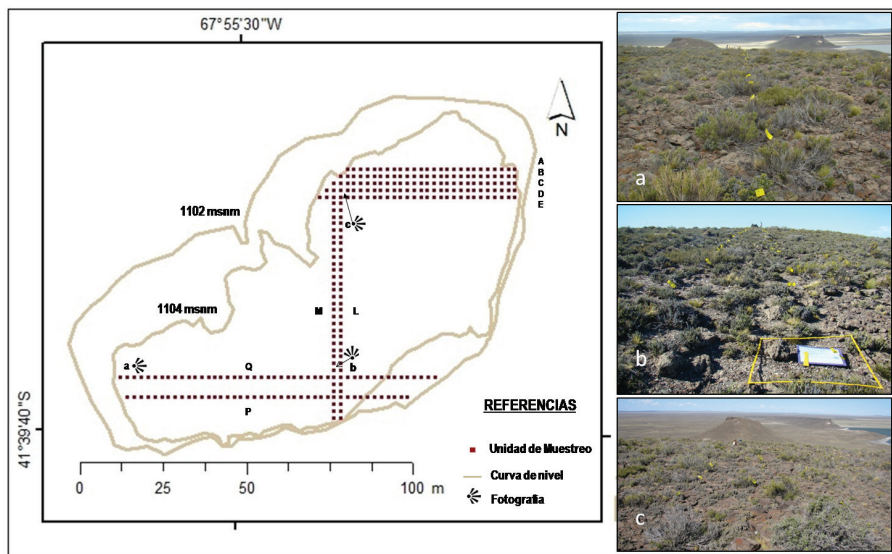 67°55'30"W
N
A
B
C
D
E
1102 msnm
c
1104 msnm
M
L
a
Q
b
P
41°39'40"S
REFERENCIAS
Unidad de Muestreo
Curva de nivel
Fotografia
0 25 50 100 m
a
b
c